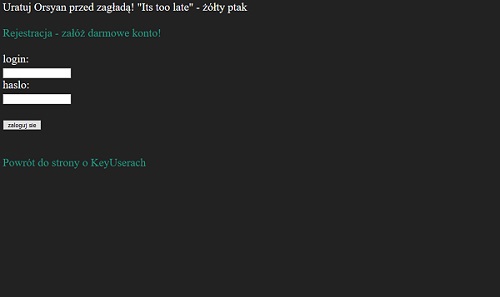 Uratuj Orsyan przed zagładą! "Its too late" - żółty ptak
Rejestracja - załóż darmowe konto!
login:
haslo:
zaloguj sie
Powrót do strony o KeyUserach